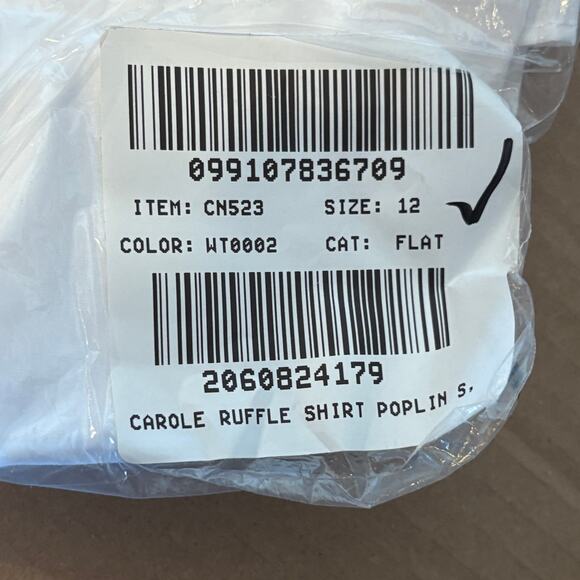 099107836709
ITEM: CN523 SIZE: 12
COLOR: WT0002 CAT: FLAT
2060824179
CAROLE RUFFLE SHIRT POPLIN S,